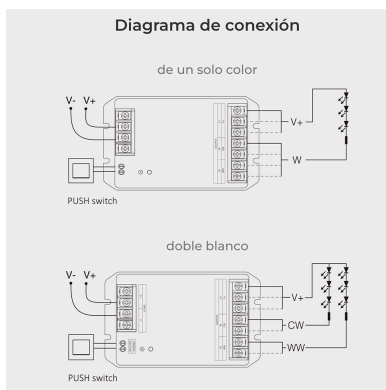 Diagrama de conexión
de un solo color
V- V+
V+
W
PUSH switch
doble blanco
V- V+
V+
CW
WW
PUSH switch